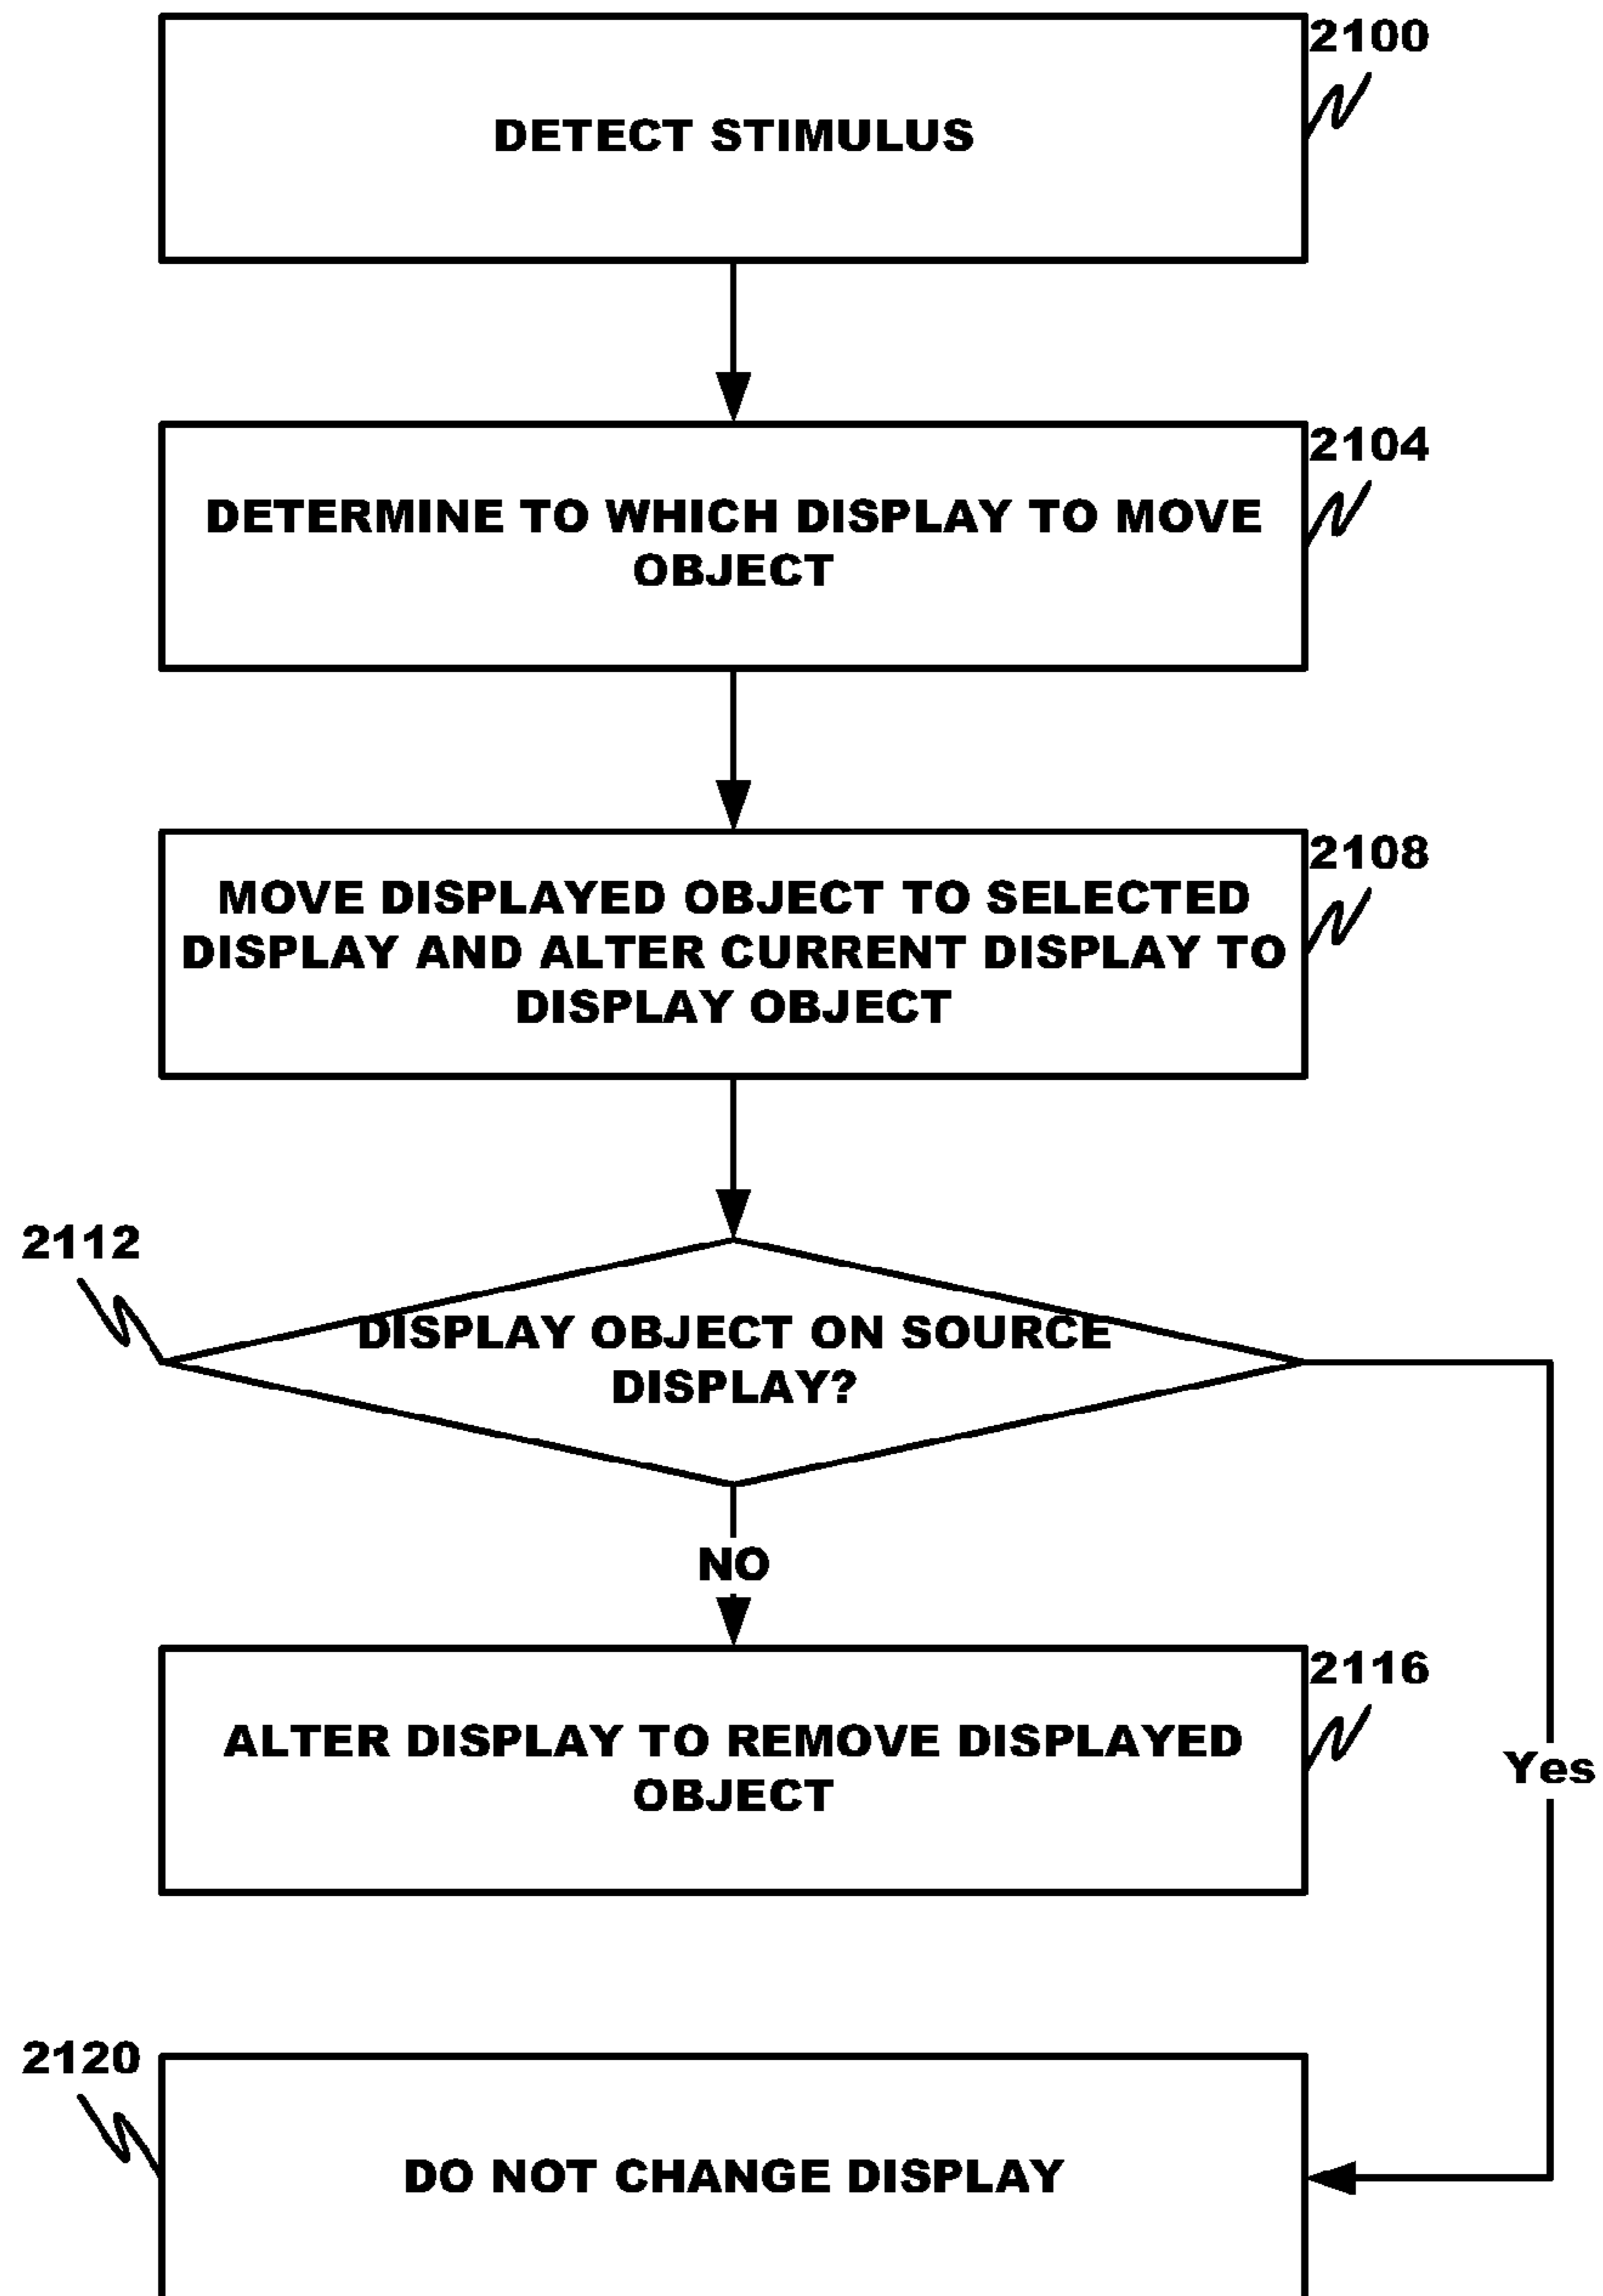 2100
DETECT STIMULUS
2104
DETERMINE TO WHICH DISPLAY TO MOVE
OBJECT
2108
MOVE DISPLAYED OBJECT TO SELECTED
DISPLAY AND ALTER CURRENT DISPLAY TO
DISPLAY OBJECT
2112
DISPLAY OBJECT ON SOURCE
DISPLAY?
NO
2116
ALTER DISPLAY TO REMOVE DISPLAYED
OBJECT
Yes
2120
DO NOT CHANGE DISPLAY